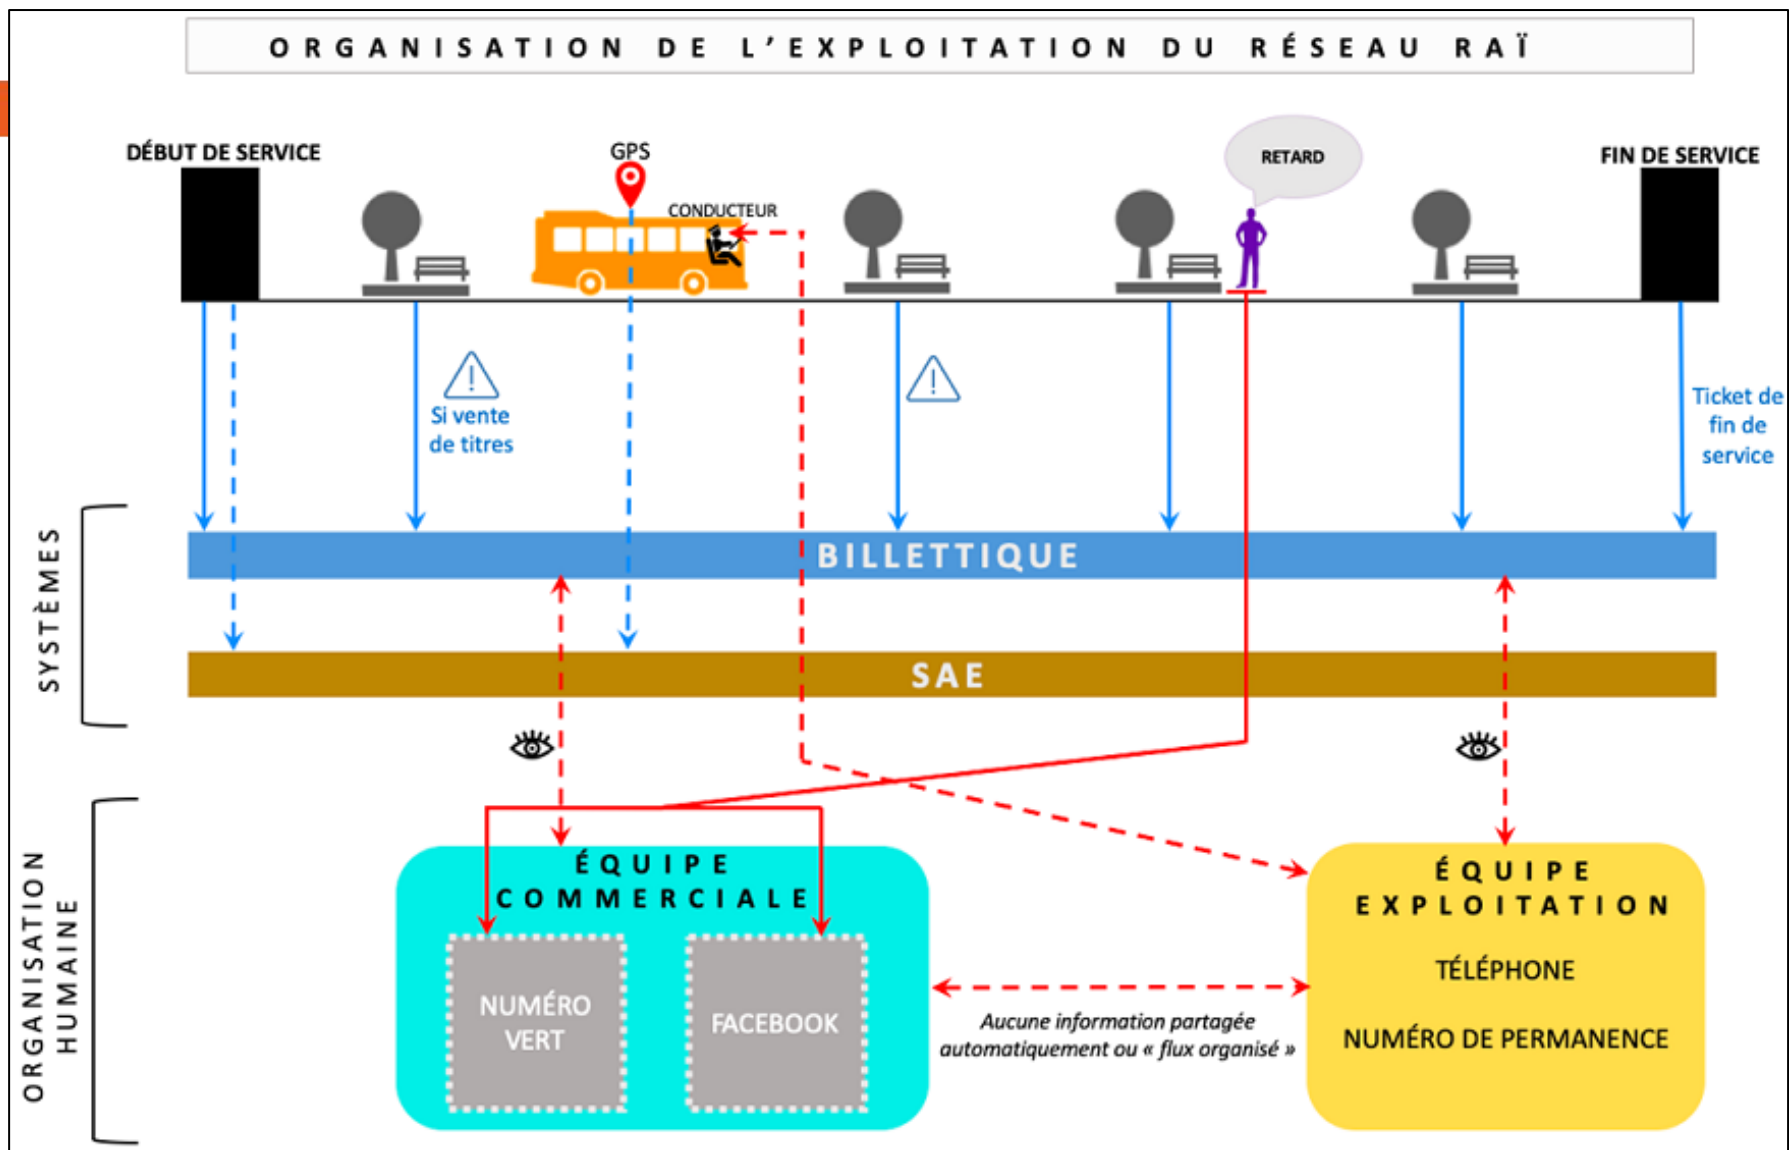 ORGANISATION DE L'EXPLOITATION DU RÉSEAU RAÏ
DÉBUT DE SERVICE
GPS
CONDUCTEUR
RETARD
FIN DE SERVICE
Si vente
de titres
Ticket de
fin de
service
SYSTÈMES
BILLETTIQUE
SAE
ORGANISATION
HUMAINE
ÉQUIPE
COMMERCIALE
NUMÉRO
VERT
FACEBOOK
Aucune information partagée
automatiquement ou « flux organisé »
ÉQUIPE
EXPLOITATION
TÉLÉPHONE
NUMÉRO DE PERMANENCE